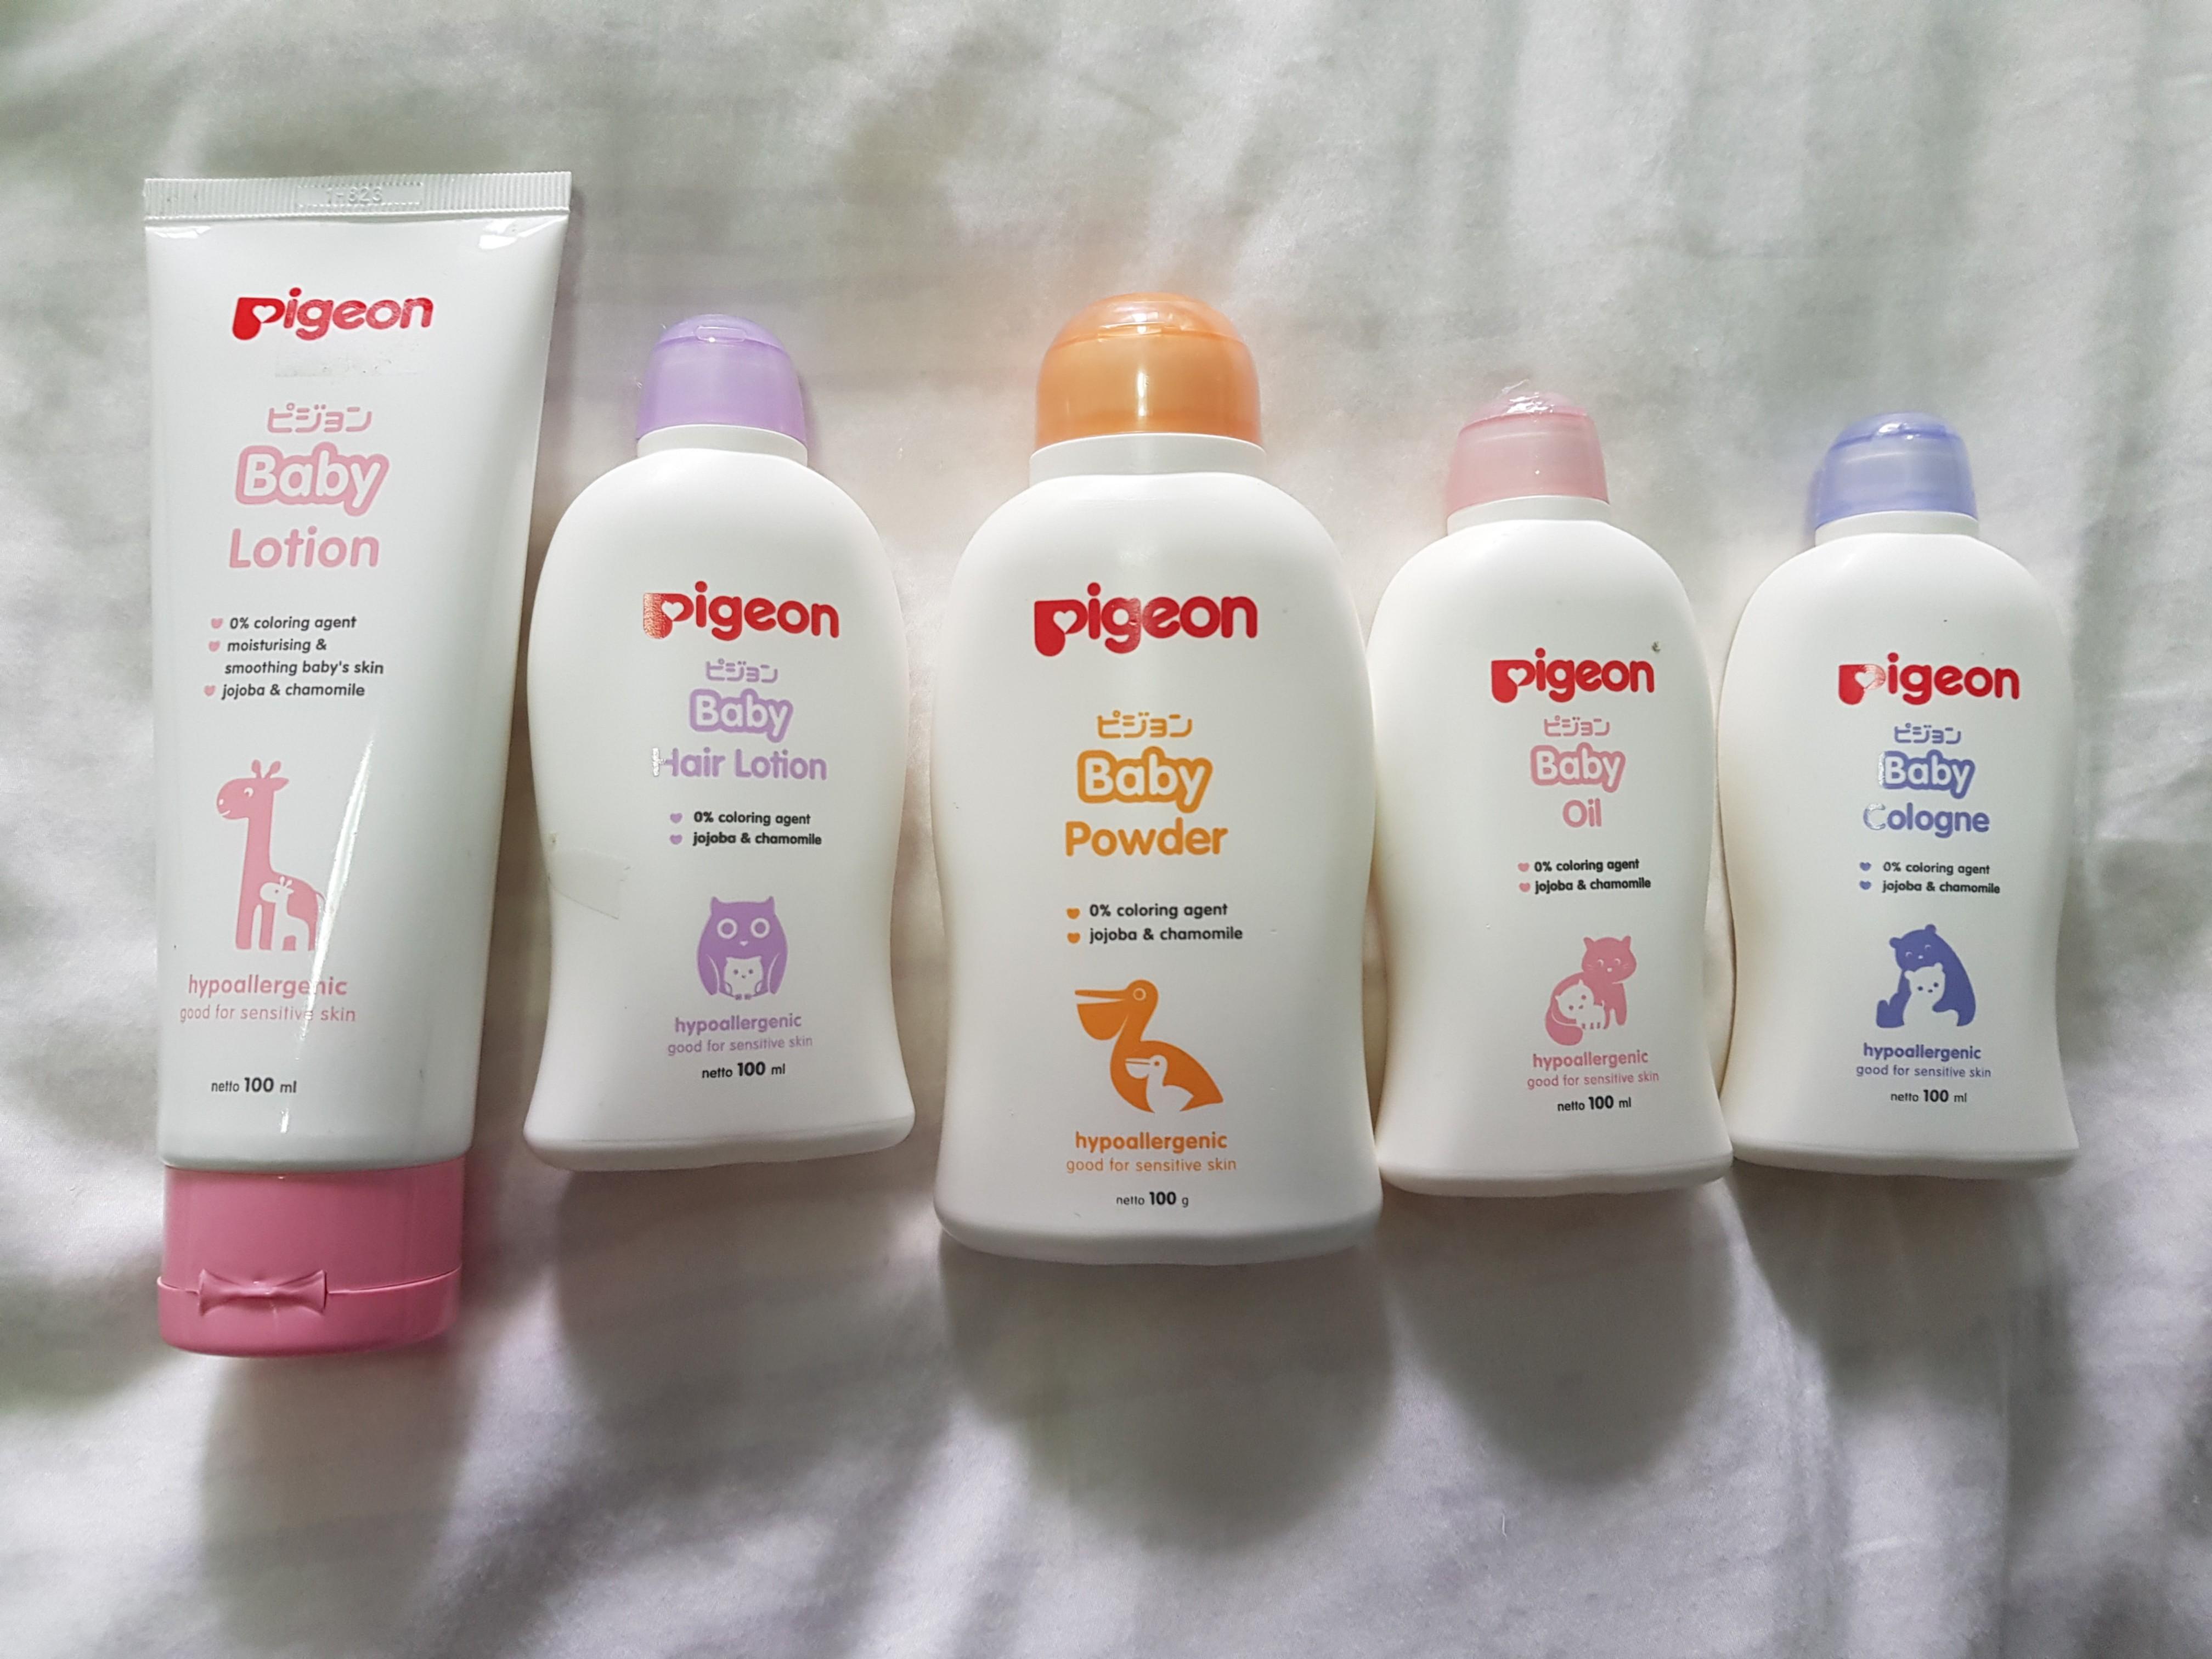 1-823
pigeon
ピジョン
Baby
Lotion
0% coloring agent
moisturising &
smoothing baby's skin
jojoba & chamomile
hypoallergenic
good for sensitive skin
netto 100 ml
pigeon
ピジョン
Baby
Hair Lotion
0% coloring agent
jojoba & chamomile
hypoallergenic
good for sensitive skin
netto 100 ml
pigeon
ピジョン
Baby
Powder
0% coloring agent
jojoba & chamomile
hypoallergenic
good for sensitive skin
netto 100 g
pigeon
ピジョン
Baby
Oil
0% coloring agent
jojoba & chamomile
hypoallergenic
good for sensitive skin
netto 100 ml
pigeon
ピジョン
Baby
Cologne
0% coloring agent
jojoba & chamomile
hypoallergenic
good for sensitive skin
netto 100 ml